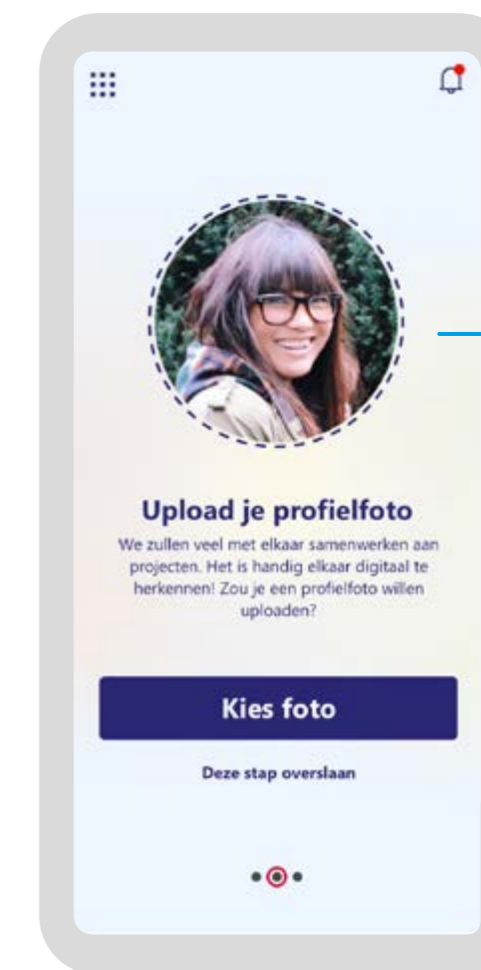 Upload je profielfoto
We zullen veel met elkaar samenwerken aan
projecten. Het is handig elkaar digitaal te
herkennen! Zou je een profielfoto willen
uploaden?
Kies foto
Deze stap overslaan